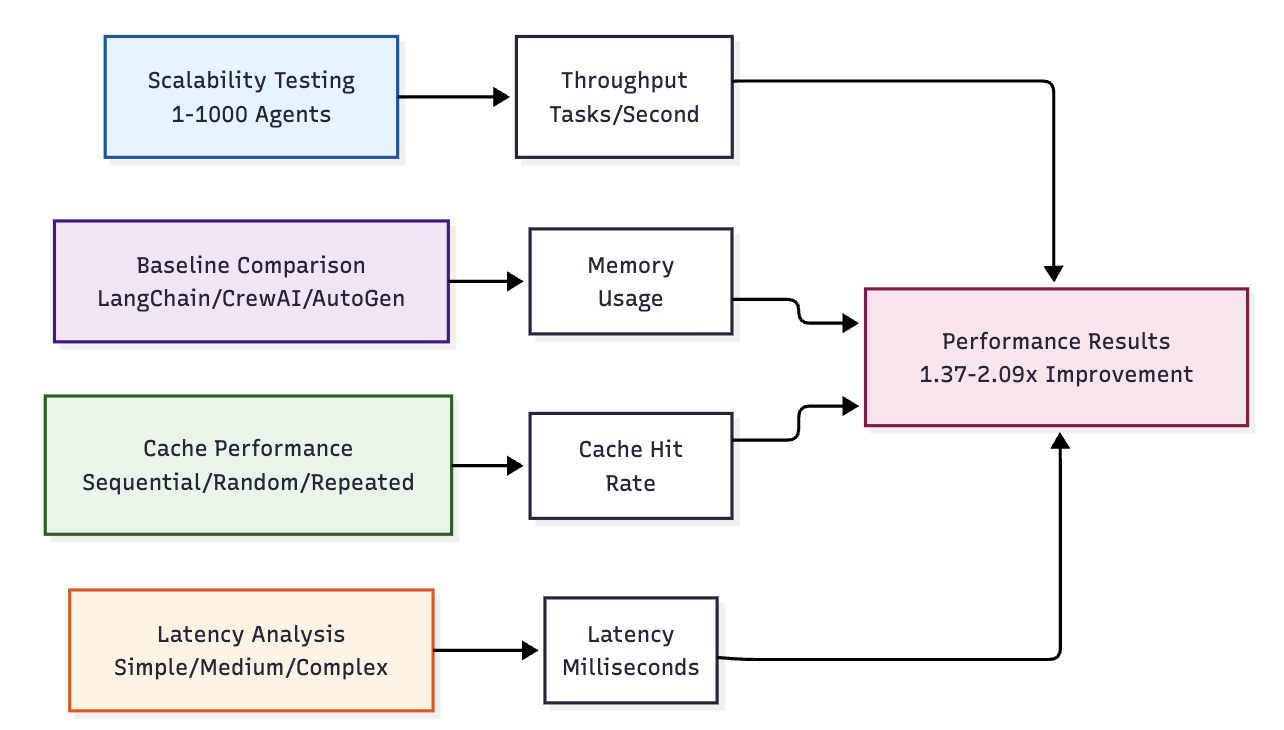 Scalability Testing
1-1000 Agents
Throughput
Tasks/Second
Baseline Comparison
LangChain/CrewAI/AutoGen
Memory
Usage
Performance Results
1.37-2.09x Improvement
Cache Performance
Sequential/Random/Repeated
Cache Hit
Rate
Latency Analysis
Simple/Medium/Complex
Latency
Milliseconds